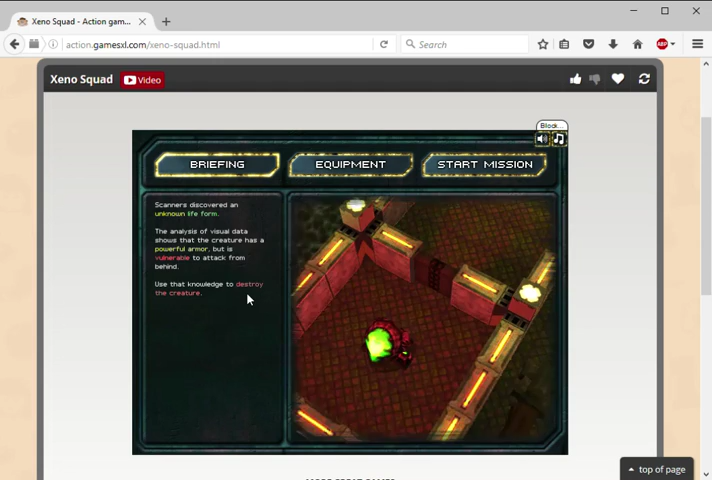 Xeno Squad - Action gam...
action.gamesxl.com/xeno-squad.html
Search
ABP
Xeno Squad
Video
Block...
BRIEFING
EQUIPMENT
START MISSION
Scanners discovered an
unknown life form.
The analysis of visual data
shows that the creature has a
powerful armor, but is
vulnerable to attack from
behind.
Use that knowledge to destroy
the creature.
top of page